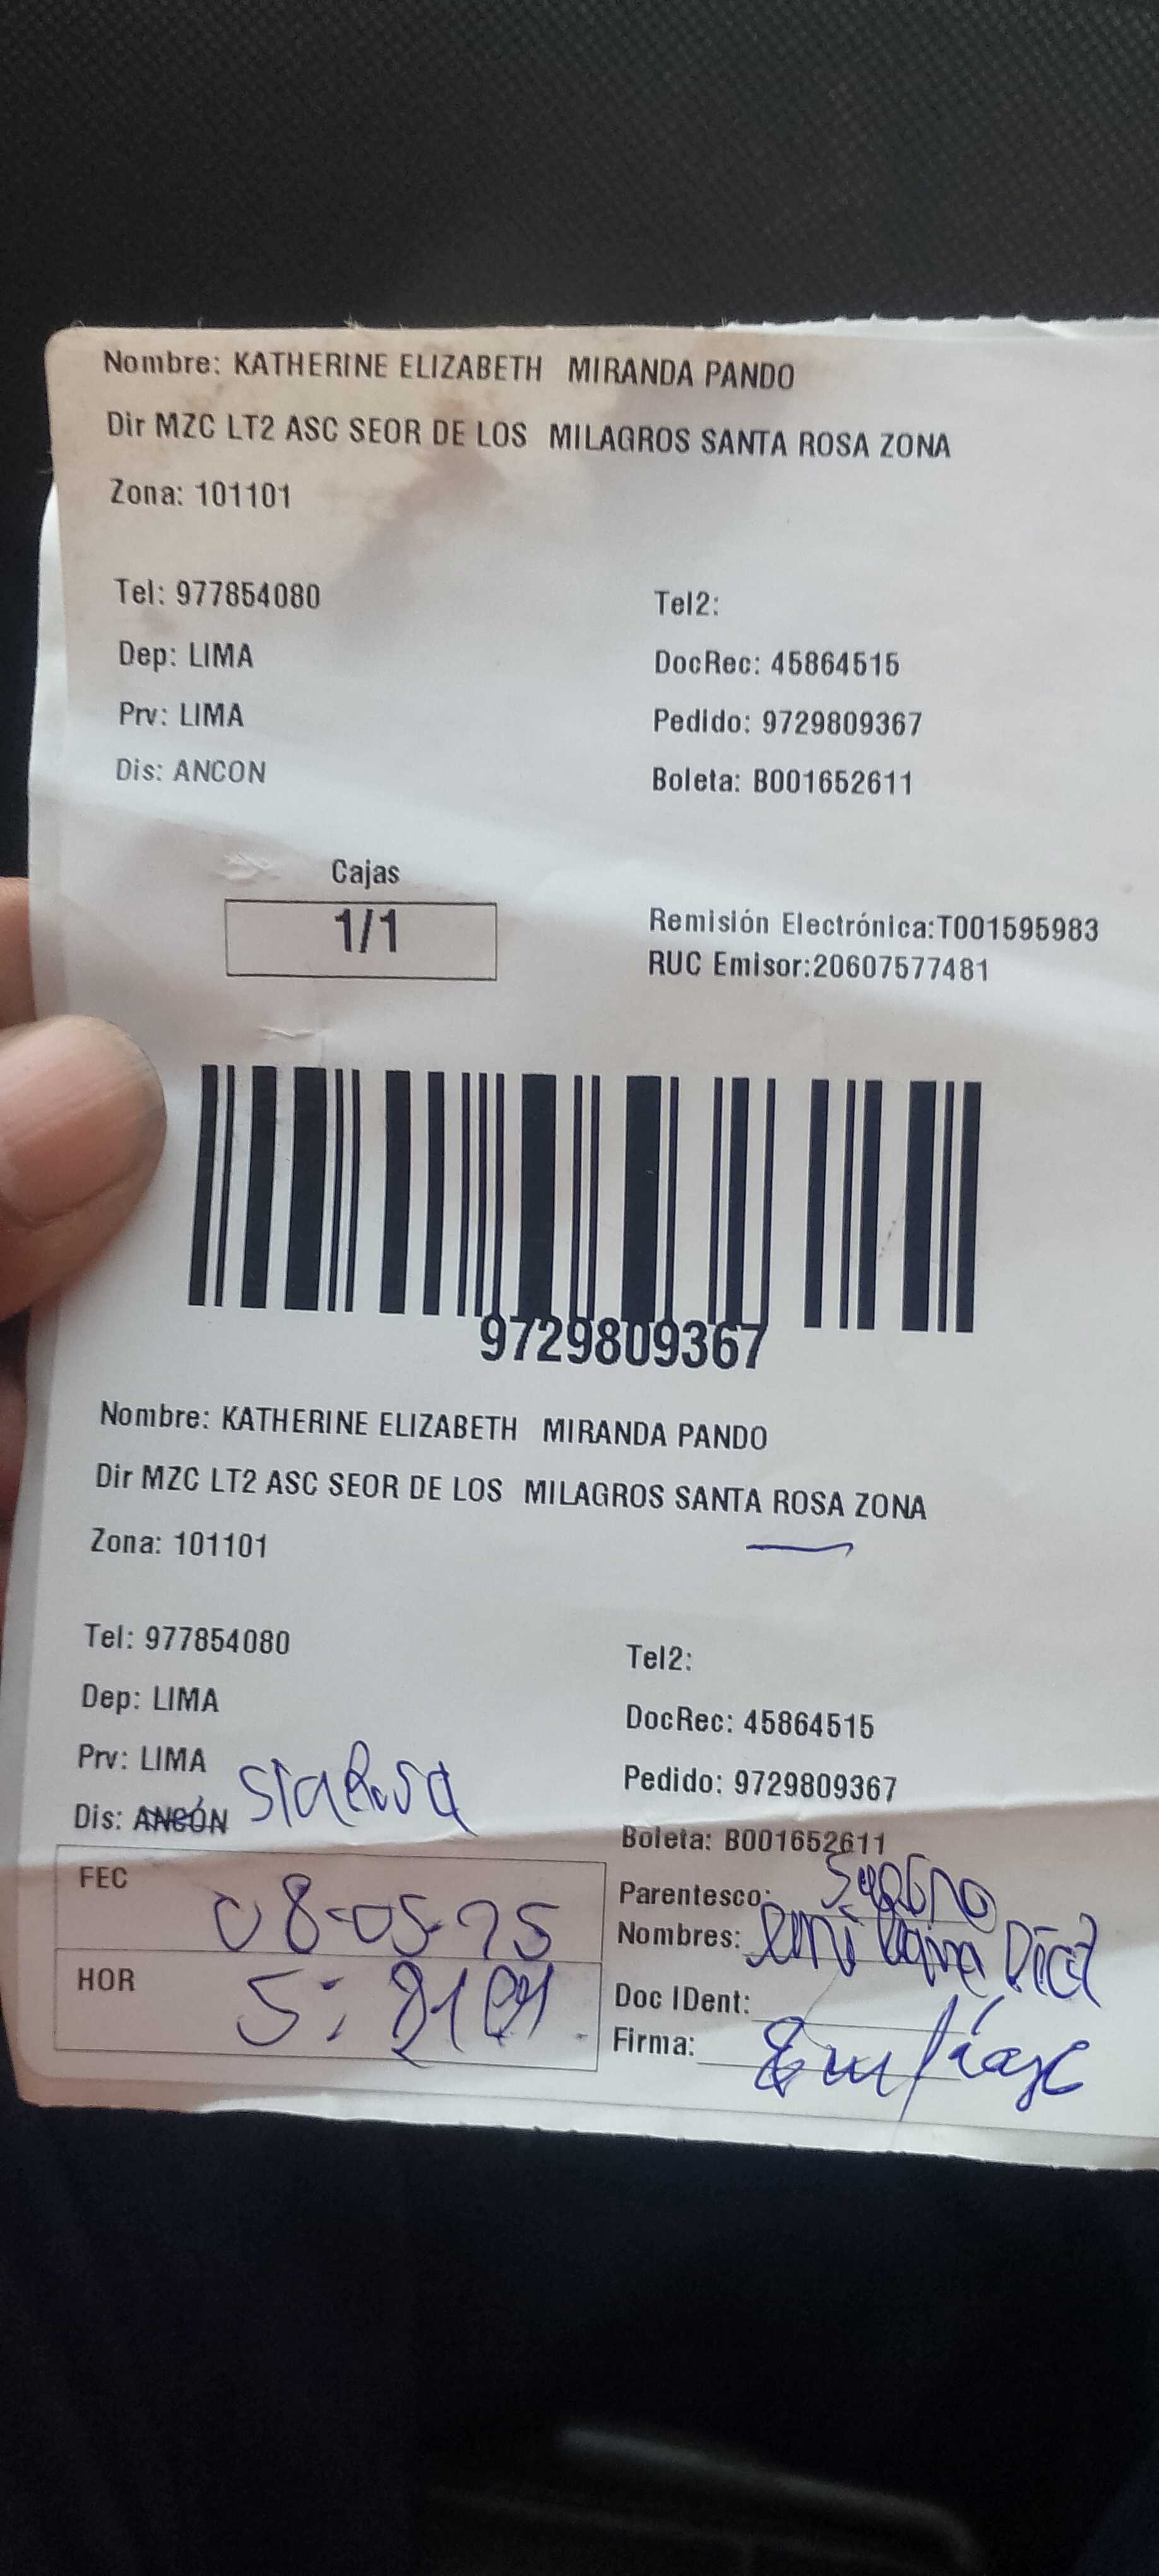 Nombre: KATHERINE ELIZABETH MIRANDA PANDO
Dir MZC LT2 ASC SEOR DE LOS MILAGROS SANTA ROSA ZONA
Zona: 101101
Tel: 977854080 Tel2:
Dep: LIMA DocRec: 45864515
Prv: LIMA Pedido: 9729809367
Dis: ANCON Boleta: B001652611
Cajas
1/1
Remisión Electrónica:T001595983
RUC Emisor:20607577481
9729809367
Nombre: KATHERINE ELIZABETH MIRANDA PANDO
Dir MZC LT2 ASC SEOR DE LOS MILAGROS SANTA ROSA ZONA
Zona: 101101
Tel: 977854080 Tel2:
Dep: LIMA DocRec: 45864515
Prv: LIMA Pedido: 9729809367
Dis: ANCÓN Sta Rosa Boleta: B001652611
FEC 08-05-25 Parentesco:
Nombres:
HOR Doc IDent:
Firma: